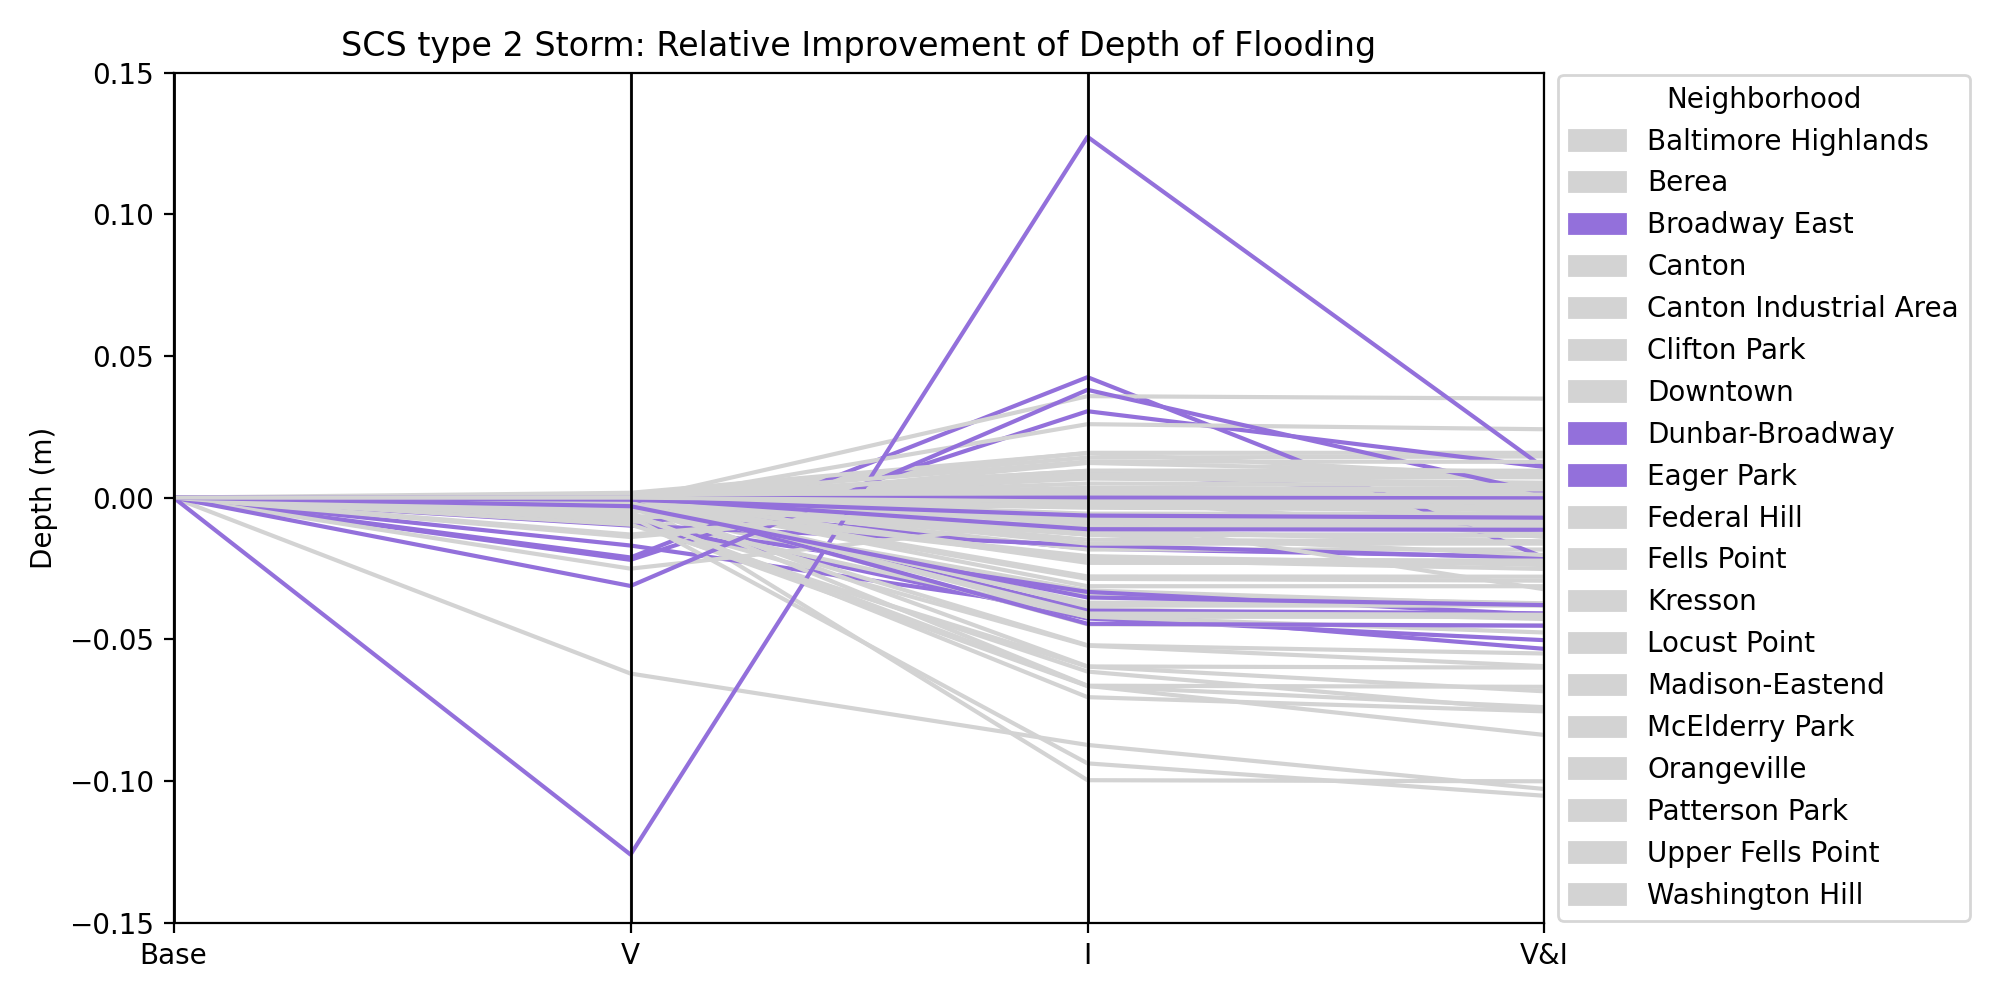 SCS type 2 Storm: Relative Improvement of Depth of Flooding
0.15
0.10
0.05
0.00
−0.05
−0.10
−0.15
Depth (m)
Base
V
I
V&I
Neighborhood
Baltimore Highlands
Berea
Broadway East
Canton
Canton Industrial Area
Clifton Park
Downtown
Dunbar-Broadway
Eager Park
Federal Hill
Fells Point
Kresson
Locust Point
Madison-Eastend
McElderry Park
Orangeville
Patterson Park
Upper Fells Point
Washington Hill